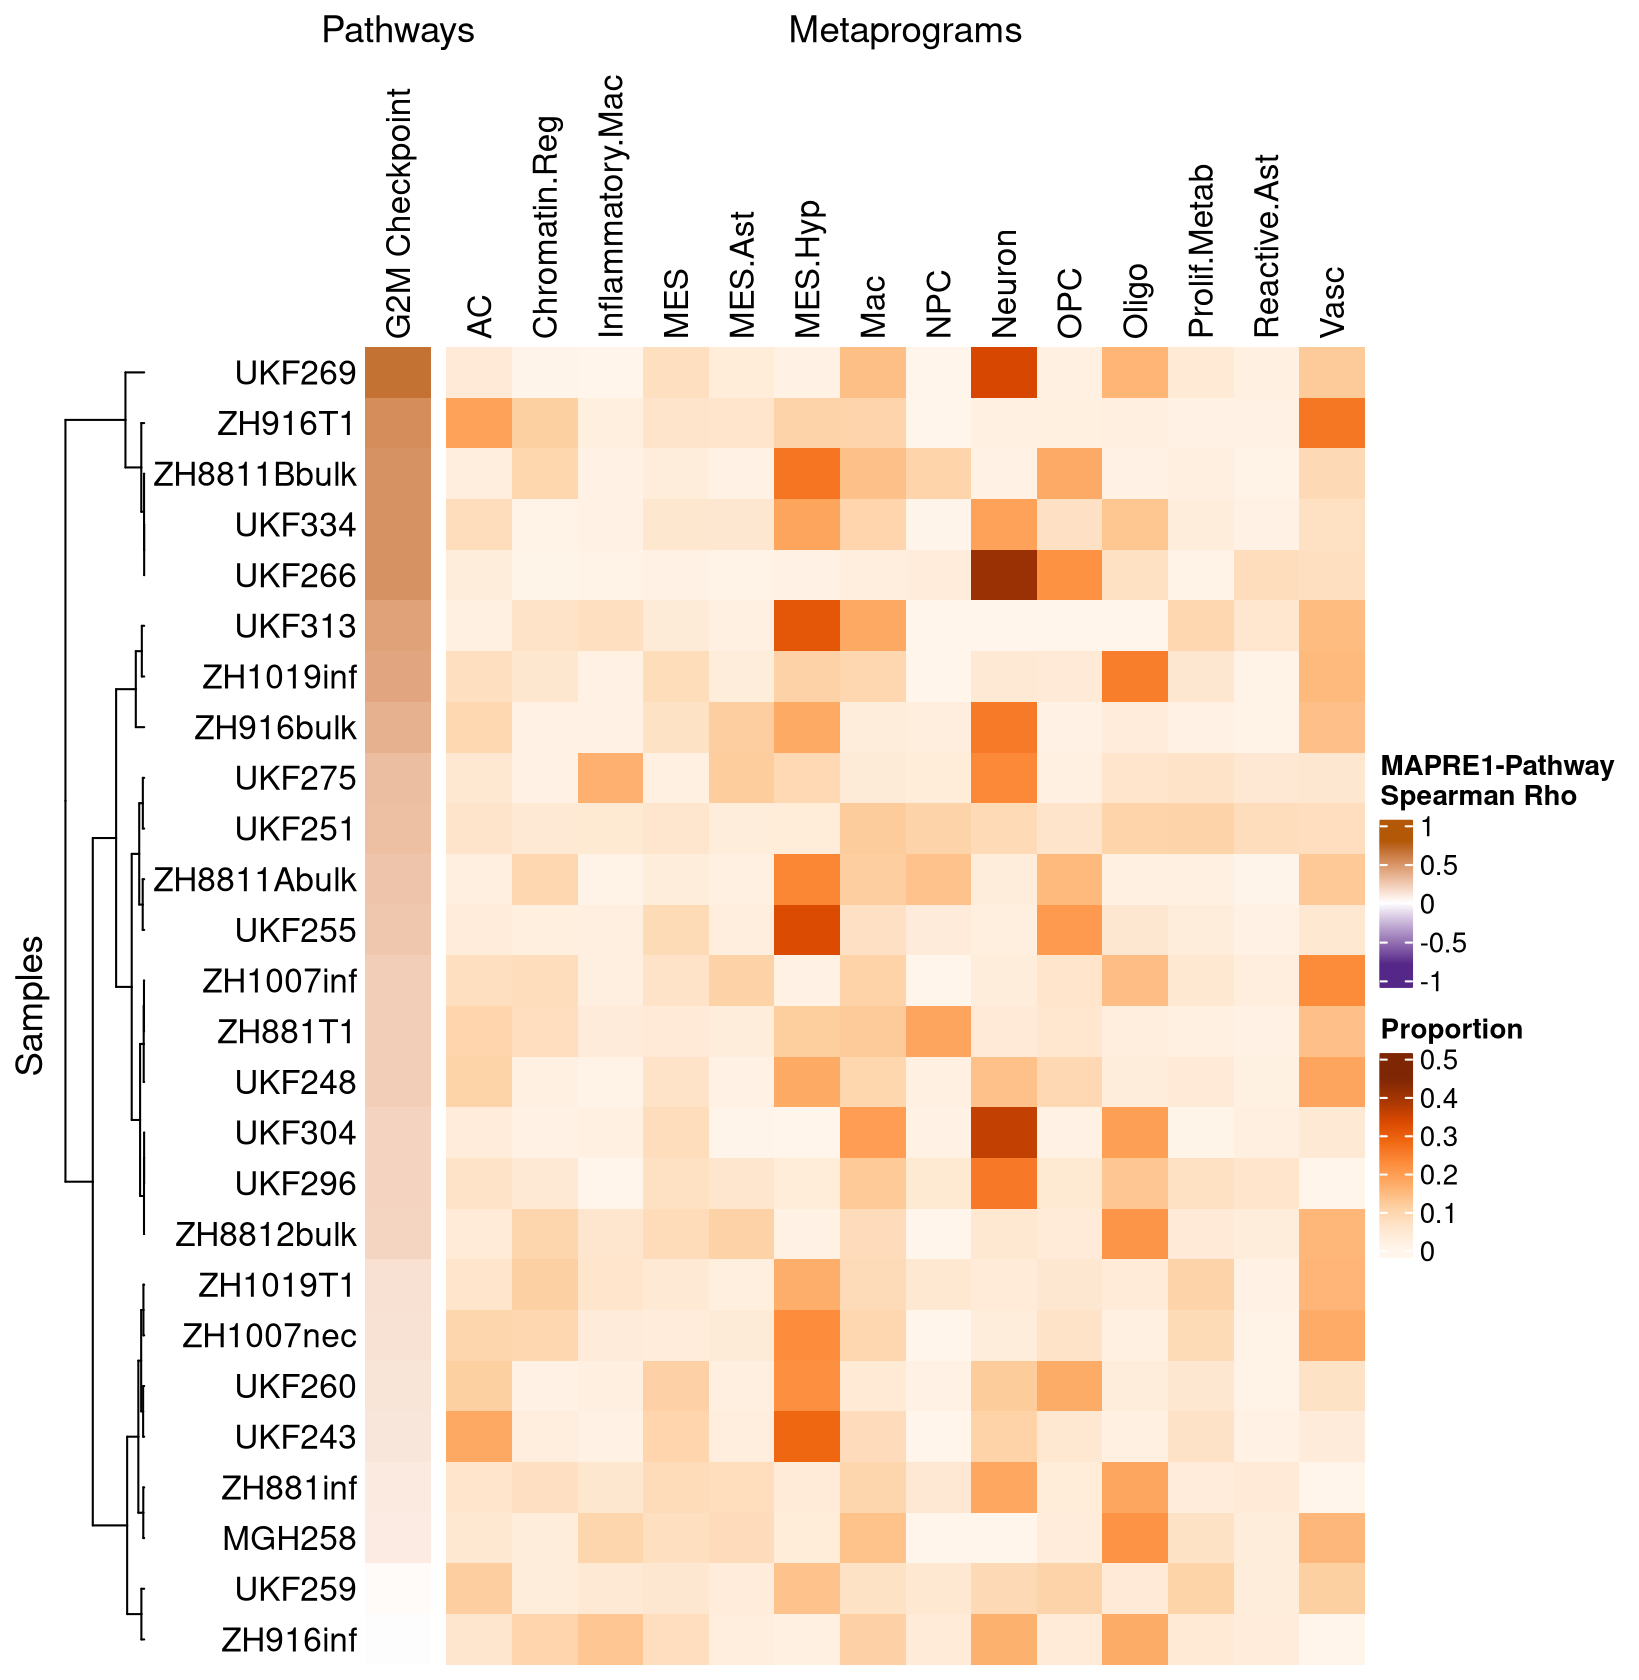 Pathways
Metaprograms
G2M Checkpoint
AC
Chromatin.Reg
Inflammatory.Mac
MES
MES.Ast
MES.Hyp
Mac
NPC
Neuron
OPC
Oligo
Prolif.Metab
Reactive.Ast
Vasc
Samples
UKF269
ZH916T1
ZH8811Bbulk
UKF334
UKF266
UKF313
ZH1019inf
ZH916bulk
UKF275
UKF251
ZH8811Abulk
UKF255
ZH1007inf
ZH881T1
UKF248
UKF304
UKF296
ZH8812bulk
ZH1019T1
ZH1007nec
UKF260
UKF243
ZH881inf
MGH258
UKF259
ZH916inf
MAPRE1-Pathway
Spearman Rho
1
0.5
0
-0.5
-1
Proportion
0.5
0.4
0.3
0.2
0.1
0